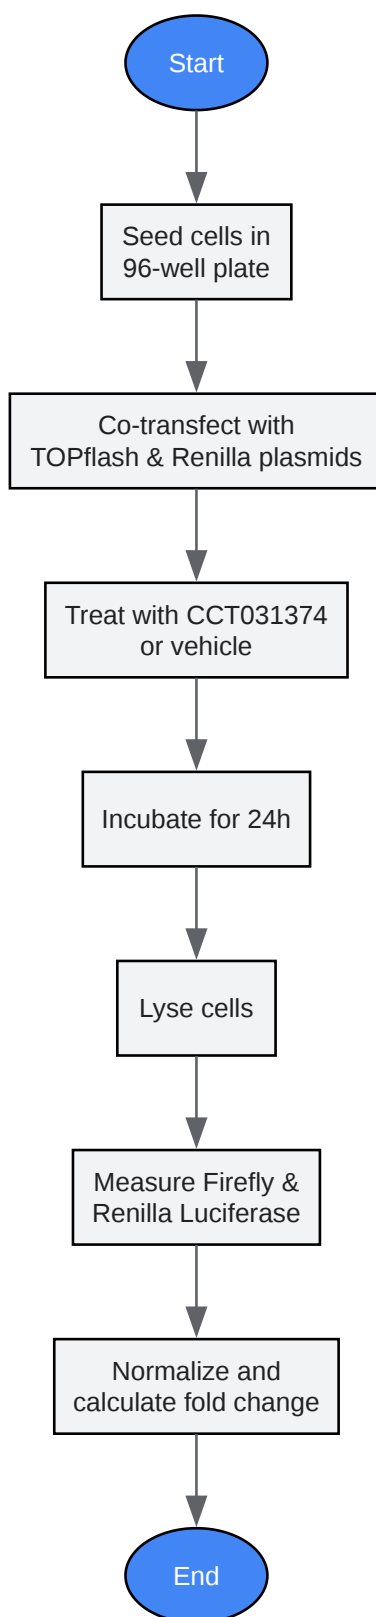 Start
Seed cells in
96-well plate
Co-transfect with
TOPflash & Renilla plasmids
Treat with CCT031374
or vehicle
Incubate for 24h
Lyse cells
Measure Firefly &
Renilla Luciferase
Normalize and
calculate fold change
End